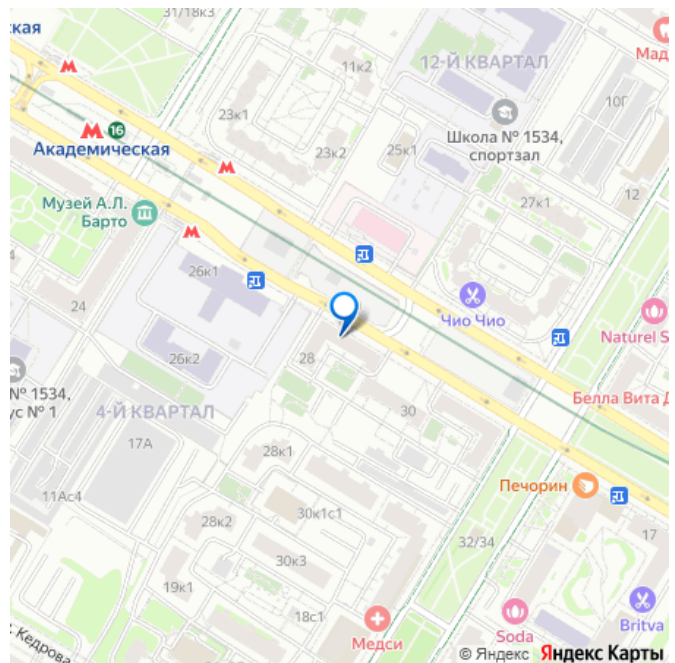 31/18к3
ская
Мад
11к2
12-Й КВАРТАЛ
10Г
23к1
16
Академическая
Школа № 1534,
спортзал
23к2
25к1
Музей А.Л.
Барто
27к1
12
26к1
24
Чио Чио
Naturel S
28
26к2
№ 1534,
ус № 1
4-Й КВАРТАЛ
30
Белла Вита Д
17А
28к1
Печорин
11Ас4
30к1с1
28к2
32/34
17
30к3
19к1
18с1
Медси
Soda
Britva
. Кедрова
© Яндекс Яндекс Карты